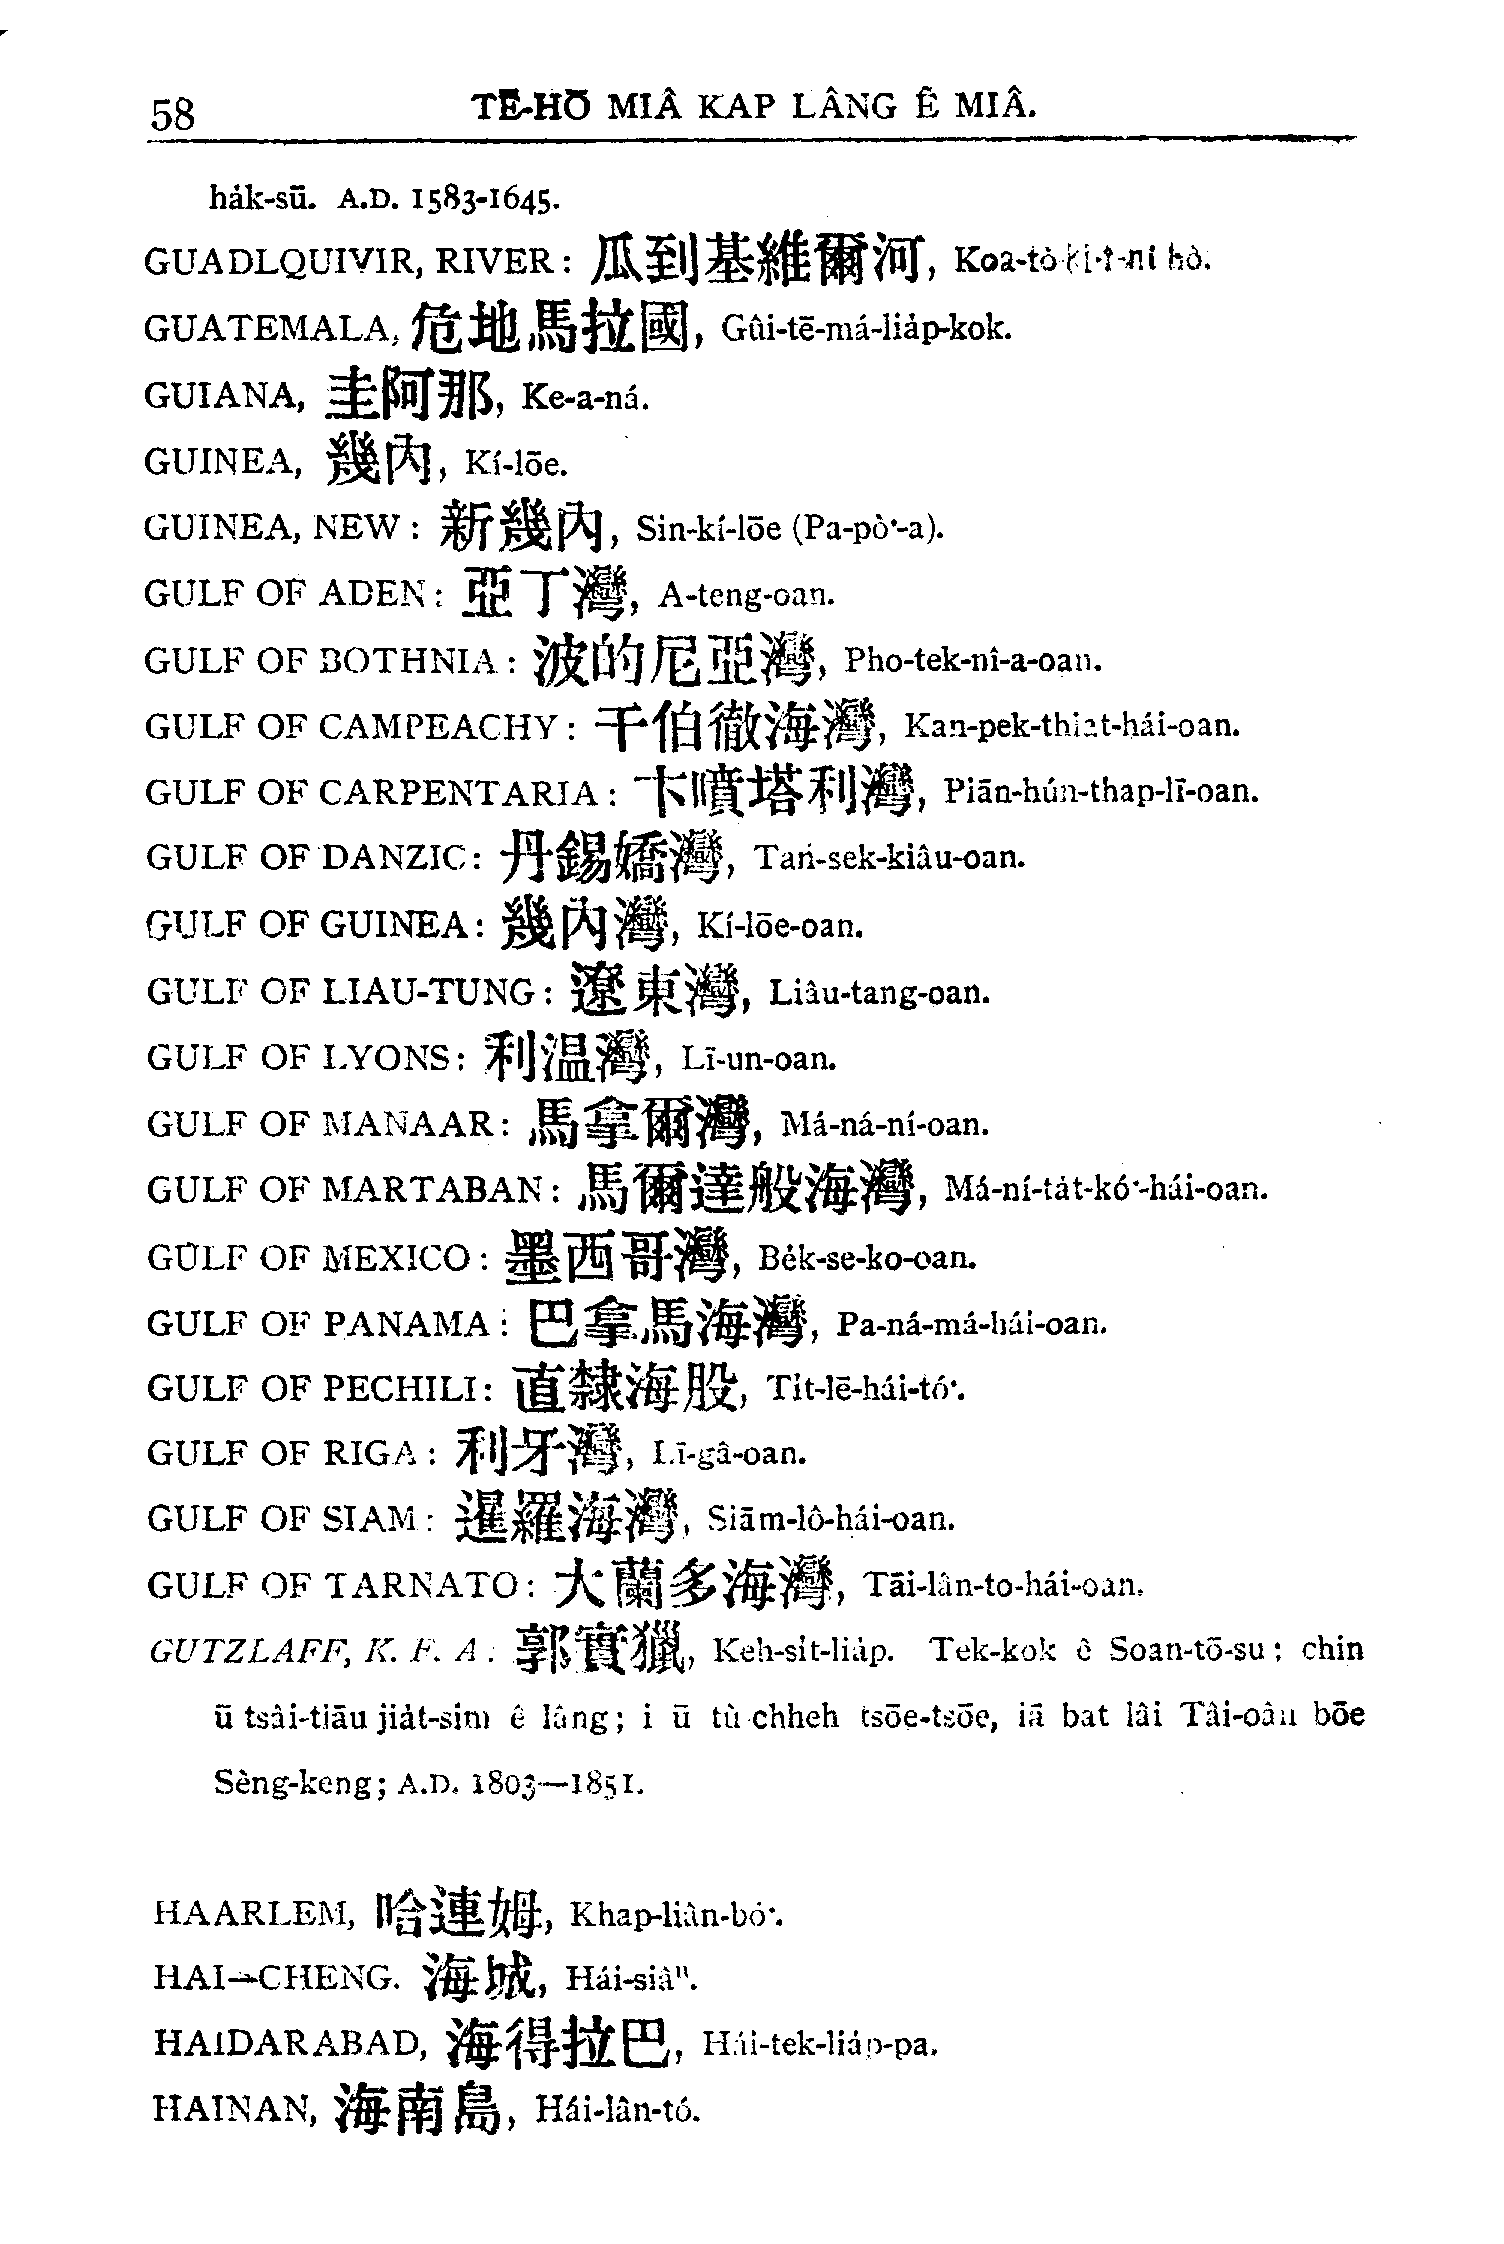 58 TĒ-HŌ MIÂ KAP LÂNG Ê MIÂ.
ha̍k-sū. A.D. 1583-1645.
GUADLQUIVIR, RIVER: 瓜到基維爾河, Koa-tò-ki-î-ní hô.
GUATEMALA, 危地馬拉國, Gûi-tē-má-lia̍p-kok.
GUIANA, 圭阿那, Ke-a-ná.
GUINEA, 幾內, Kí-lōe.
GUINEA, NEW: 新幾內, Sin-kí-lōe (Pa-pò͘-a).
GULF OF ADEN: 亞丁灣, A-teng-oan.
GULF OF BOTHNIA: 波的尼亞灣, Pho-tek-nî-a-oan.
GULF OF CAMPEACHY: 干伯徹海灣, Kan-pek-thiat-hái-oan.
GULF OF CARPENTARIA: 卞噴塔利灣, Piān-hún-thap-lī-oan.
GULF OF DANZIC: 丹錫嬌灣, Tan-sek-kiâu-oan.
GULF OF GUINEA: 幾內灣, Kí-lōe-oan.
GULF OF LIAU-TUNG: 遼東灣, Liâu-tang-oan.
GULF OF LYONS: 利温灣, Lī-un-oan.
GULF OF MANAAR: 馬拿爾灣, Má-ná-ní-oan.
GULF OF MARTABAN: 馬爾達般海灣, Má-ní-ta̍t-kó͘-hái-oan.
GULF OF MEXICO: 墨西哥灣, Be̍k-se-ko-oan.
GULF OF PANAMA: 巴拿馬海灣, Pa-ná-má-hái-oan.
GULF OF PECHILI: 直隸海股, Ti̍t-lē-hái-tó͘.
GULF OF RIGA: 利牙灣, Lī-gâ-oan.
GULF OF SIAM: 暹羅海灣, Siām-lô-hái-oan.
GULF OF TARNATO: 大蘭多海灣, Tāi-lân-to-hái-oan.
GUTZLAFF, K. F. A: 郭實獵, Keh-si̍t-lia̍p. Tek-kok ê Soan-tō-su; chin
ū tsâi-tiāu jia̍t-sim ê lâng; i ū tù chheh tsōe-tsōe, iā bat lâi Tâi-oân bōe
Sèng-keng; A.D. 1803—1851.
HAARLEM, 哈連姆, Khap-liân-bó͘.
HAI-CHENG. 海城, Hái-siâⁿ.
HAIDARABAD, 海得拉巴, Hái-tek-lia̍p-pa.
HAINAN, 海南島, Hái-lân-tó.